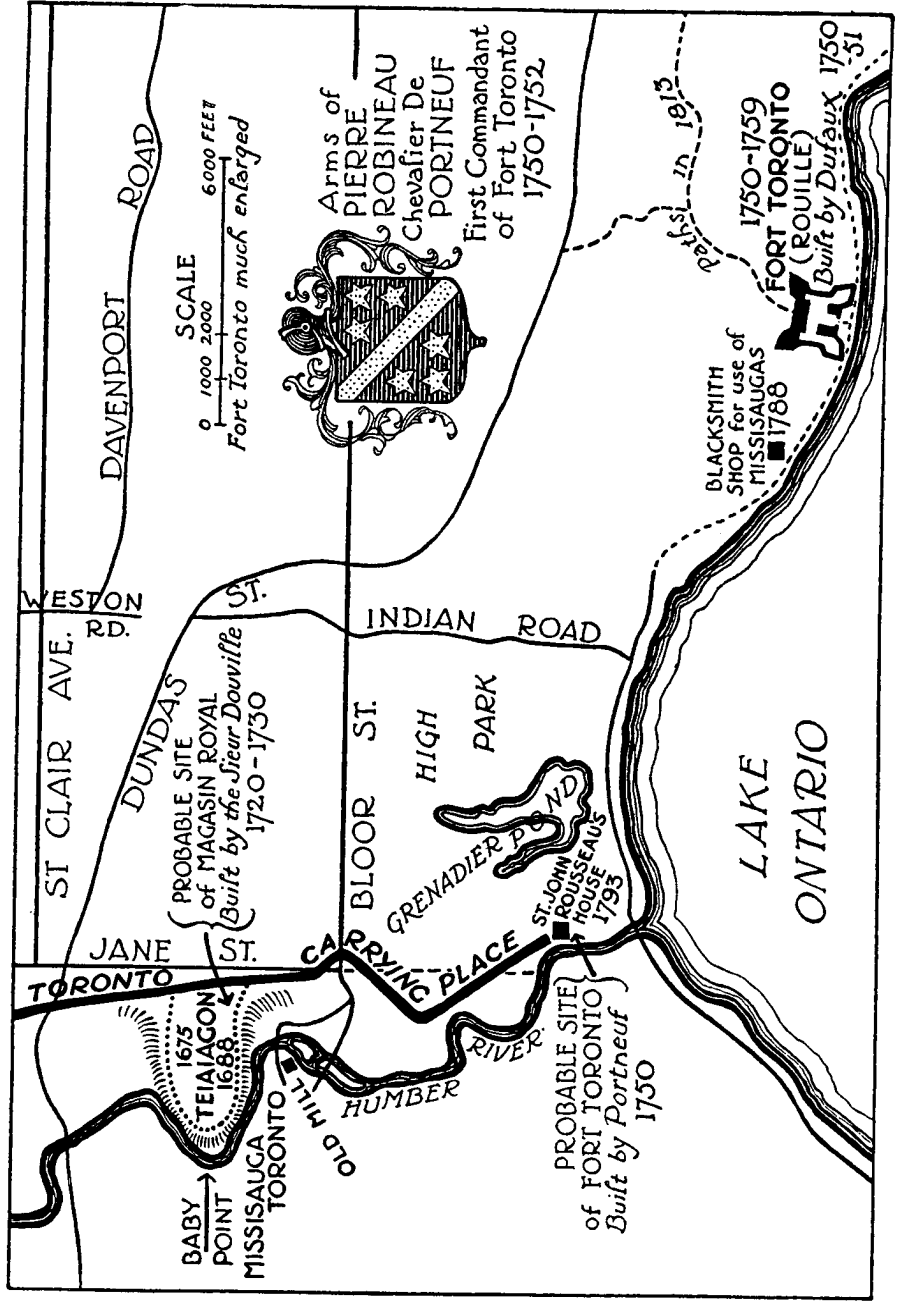 DAVENPORT ROAD
SCALE
0 1000 2000 6000 FEET
Fort Toronto much enlarged
Arms of
PIERRE
ROBINEAU
Chevalier De
PORTNEUF
First Commandant
of Fort Toronto
1750-1752
Paths in 1813
1750-1759
FORT TORONTO
(ROUILLE)
Built by Dufaux 1750
51
BLACKSMITH
SHOP for use of
MISSISAUGAS
1788
WESTON
RD.
ST CLAIR AVE.
DUNDAS ST.
INDIAN ROAD
PROBABLE SITE
of MAGASIN ROYAL
Built by the Sieur Douville
1720-1730
BLOOR ST.
HIGH
PARK
GRENADIER POND
LAKE
ONTARIO
ST. JOHN
ROUSSEAU'S
HOUSE
1793
JANE ST.
TORONTO CARRYING PLACE
1675
TEIAIAGON
1688
HUMBER RIVER
OLD MILL
BABY
POINT
MISSISAUGA
TORONTO
PROBABLE SITE
of FORT TORONTO
Built by Portneuf
1750